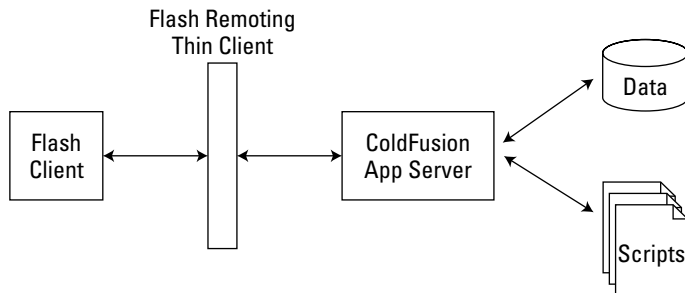 Flash Remoting
Thin Client
Flash
Client
ColdFusion
App Server
Data
Scripts